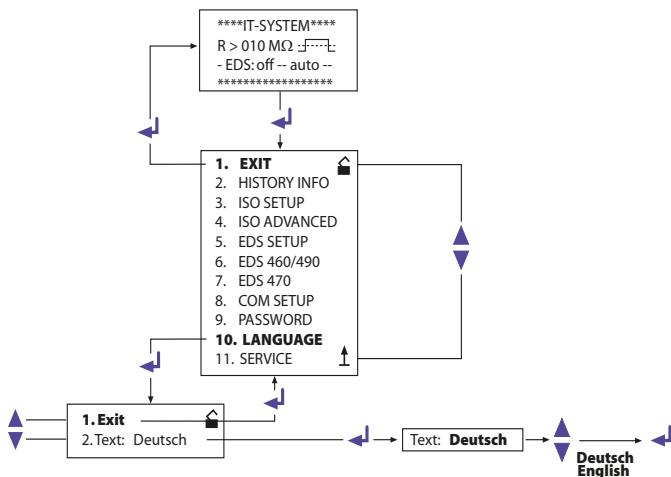 ****IT-SYSTEM****
R > 010 MΩ
- EDS: off -- auto --
******************
1. EXIT
2. HISTORY INFO
3. ISO SETUP
4. ISO ADVANCED
5. EDS SETUP
6. EDS 460/490
7. EDS 470
8. COM SETUP
9. PASSWORD
10. LANGUAGE
11. SERVICE
1. Exit
2. Text: Deutsch
Text: Deutsch
Deutsch
English